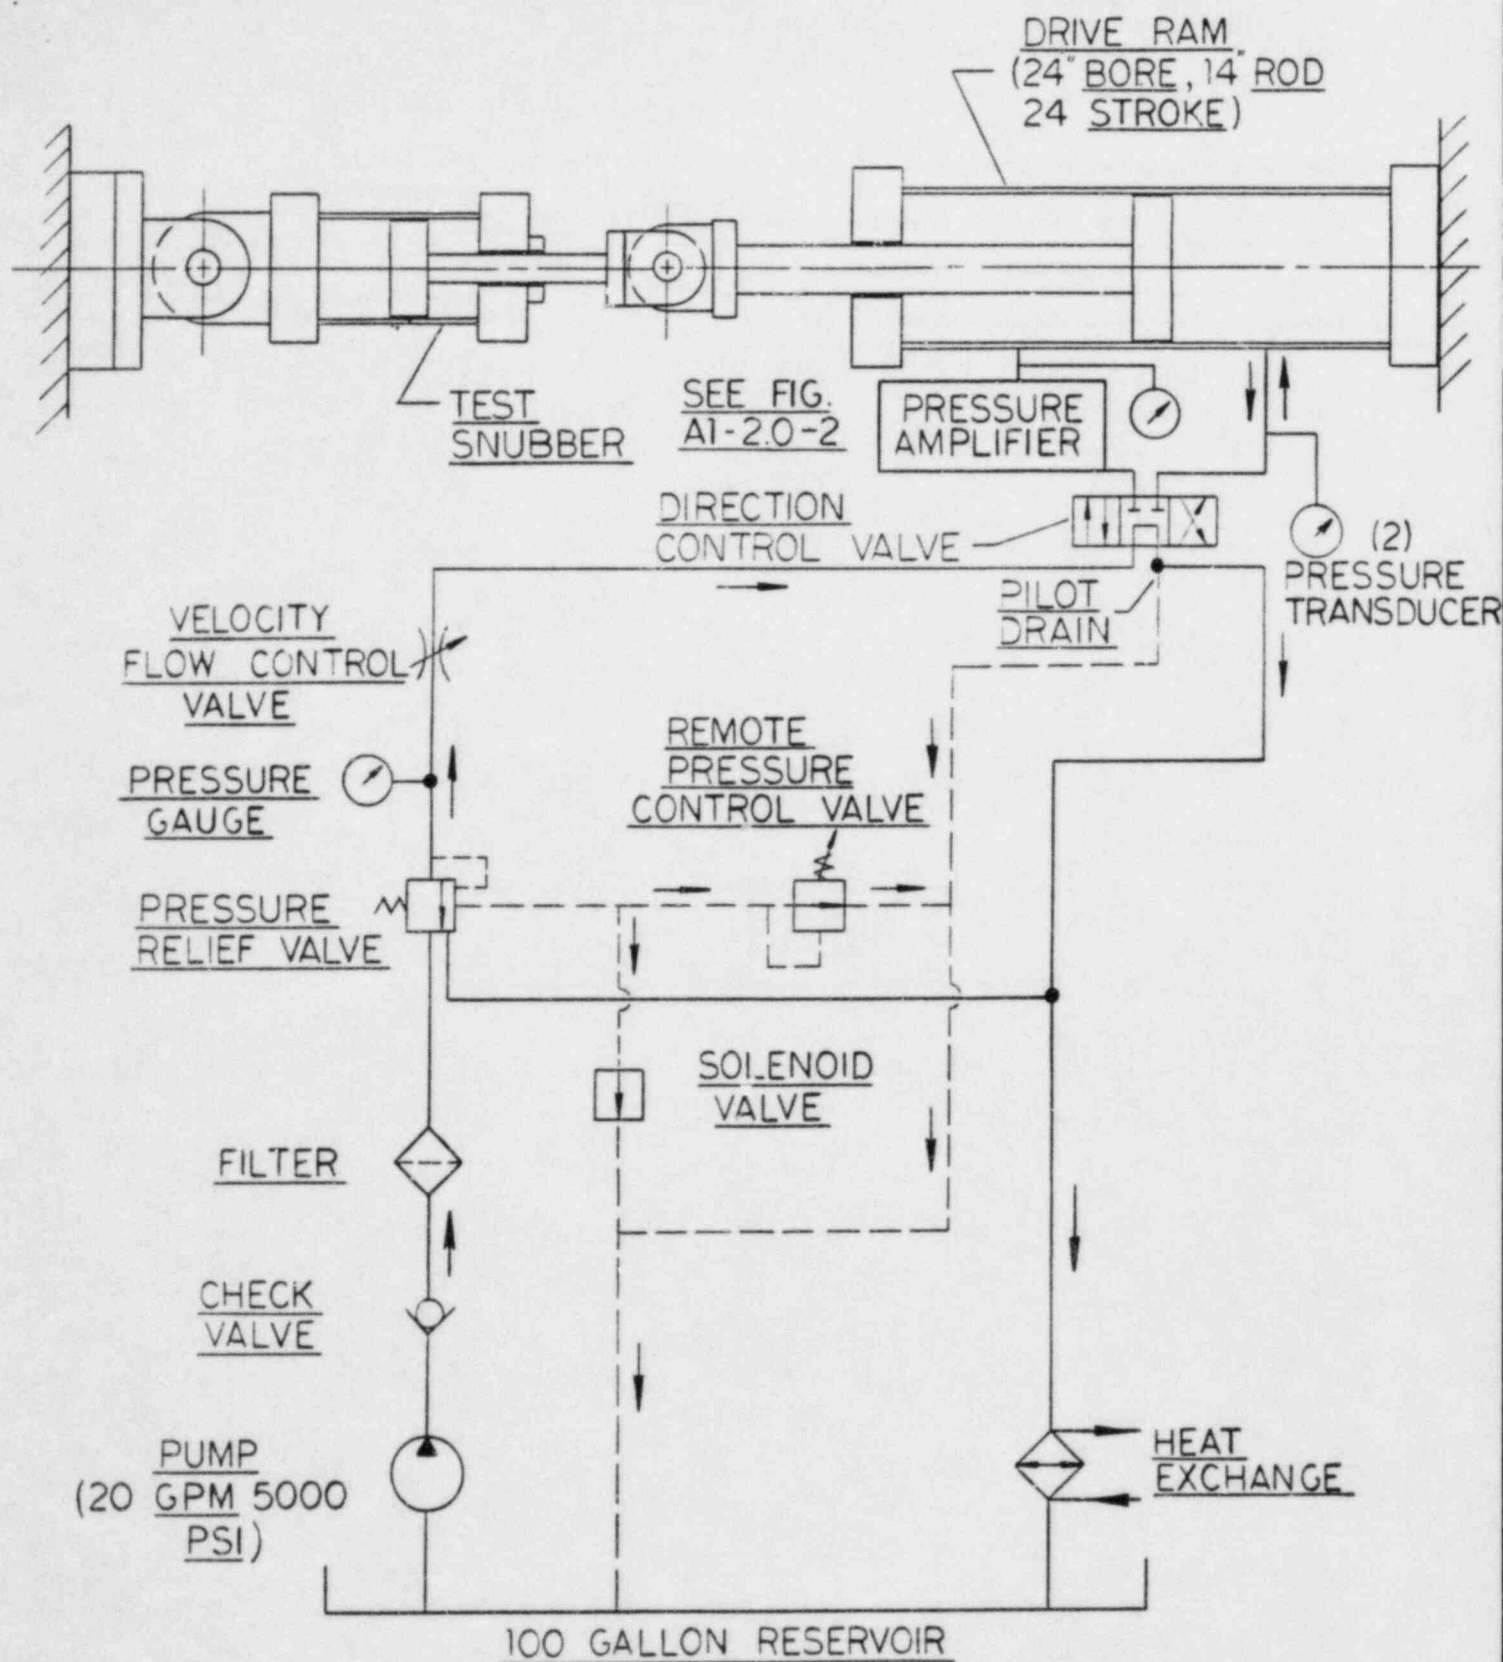 DRIVE RAM
(24" BORE, 14" ROD
24 STROKE)
TEST
SNUBBER
SEE FIG.
A1-2.0-2
PRESSURE
AMPLIFIER
DIRECTION
CONTROL VALVE
(2)
PRESSURE
TRANSDUCER
PILOT
DRAIN
VELOCITY
FLOW CONTROL
VALVE
REMOTE
PRESSURE
CONTROL VALVE
PRESSURE
GAUGE
PRESSURE
RELIEF VALVE
SOLENOID
VALVE
FILTER
CHECK
VALVE
PUMP
(20 GPM 5000
PSI)
HEAT
EXCHANGE
100 GALLON RESERVOIR